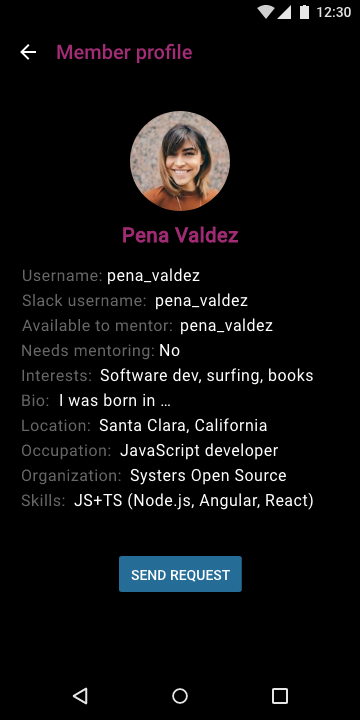 12:30
Member profile
Pena Valdez
Username: pena_valdez
Slack username: pena_valdez
Available to mentor: pena_valdez
Needs mentoring: No
Interests: Software dev, surfing, books
Bio: I was born in ...
Location: Santa Clara, California
Occupation: JavaScript developer
Organization: Systers Open Source
Skills: JS+TS (Node.js, Angular, React)
SEND REQUEST